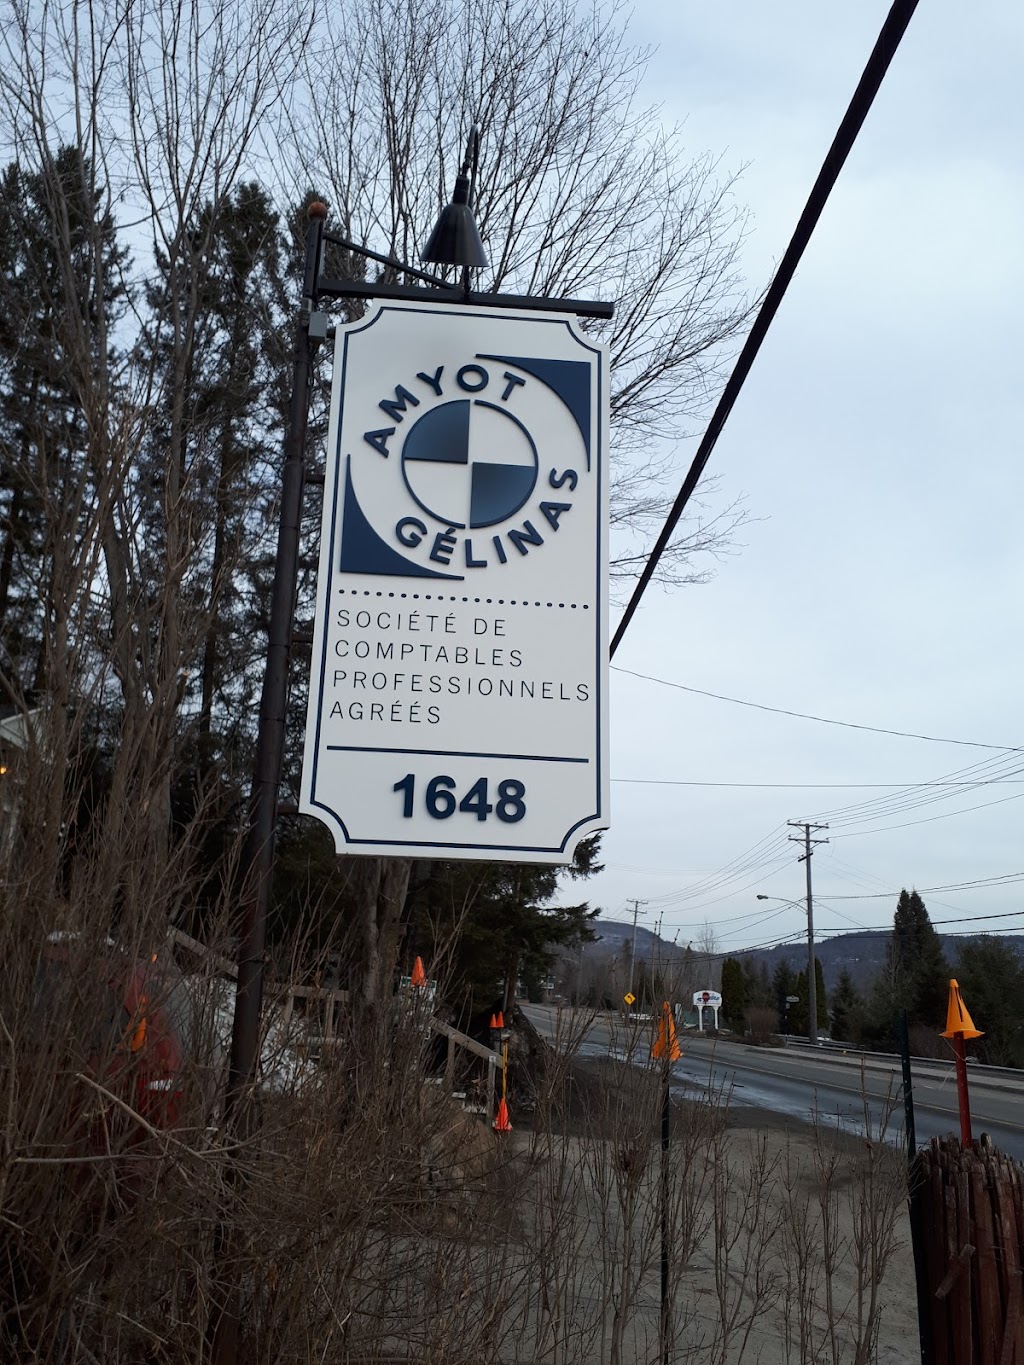 AMYOT
GÉLINAS
SOCIÉTÉ DE
COMPTABLES
PROFESSIONNELS
AGRÉÉS
1648